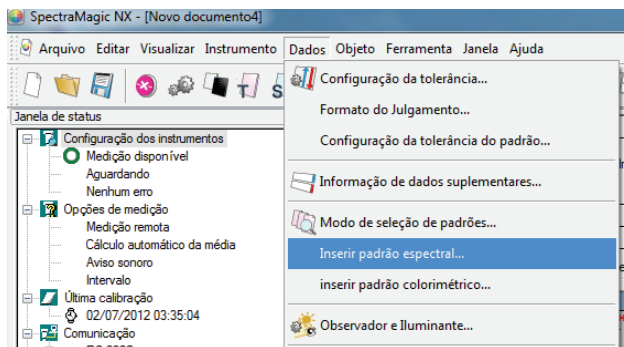 SpectraMagic NX - [Novo documento4]
Arquivo Editar Visualizar Instrumento Dados Objeto Ferramenta Janela Ajuda
Janela de status
Configuração dos instrumentos
Medição disponível
Aguardando
Nenhum erro
Opções de medição
Medição remota
Cálculo automático da média
Aviso sonoro
Intervalo
Última calibração
02/07/2012 03:35:04
Comunicação
Configuração da tolerância...
Formato do Julgamento...
Configuração da tolerância do padrão...
Informação de dados suplementares...
Modo de seleção de padrões...
Inserir padrão espectral...
inserir padrão colorimétrico...
Observador e Iluminante...